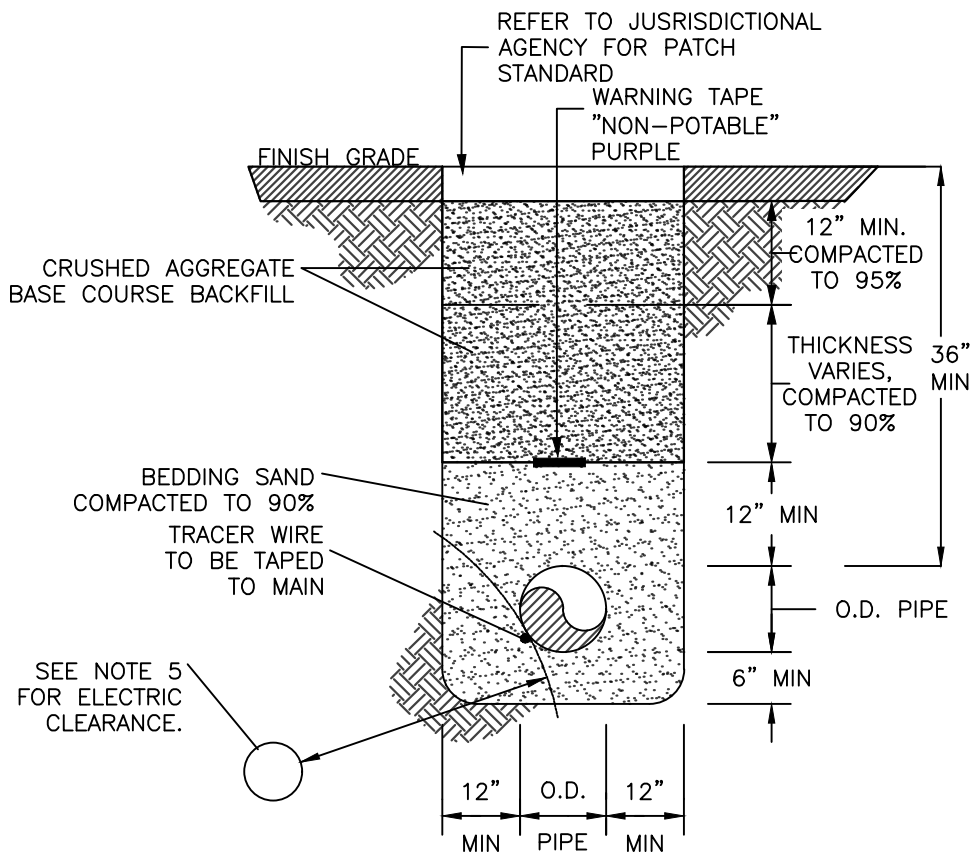 REFER TO JUSRISDICTIONAL
AGENCY FOR PATCH
STANDARD
WARNING TAPE
"NON-POTABLE"
PURPLE
FINISH GRADE
12" MIN.
COMPACTED
TO 95%
CRUSHED AGGREGATE
BASE COURSE BACKFILL
THICKNESS
VARIES,
COMPACTED
TO 90%
36"
MIN
BEDDING SAND
COMPACTED TO 90%
12" MIN
TRACER WIRE
TO BE TAPED
TO MAIN
O.D. PIPE
SEE NOTE 5
FOR ELECTRIC
CLEARANCE.
6" MIN
12"
MIN
O.D.
PIPE
12"
MIN